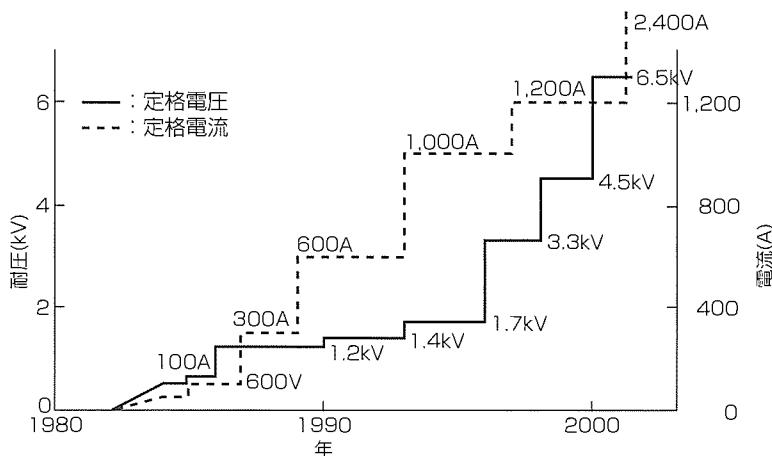 2,400A
6.5kV
1,200A
1,000A
4.5kV
3.3kV
600A
1.7kV
300A
1.4kV
1.2kV
100A
600V
——：定格電圧
-----：定格電流
耐圧(kV)
6
4
2
0
電流(A)
1,200
800
400
0
1980
1990
2000
年